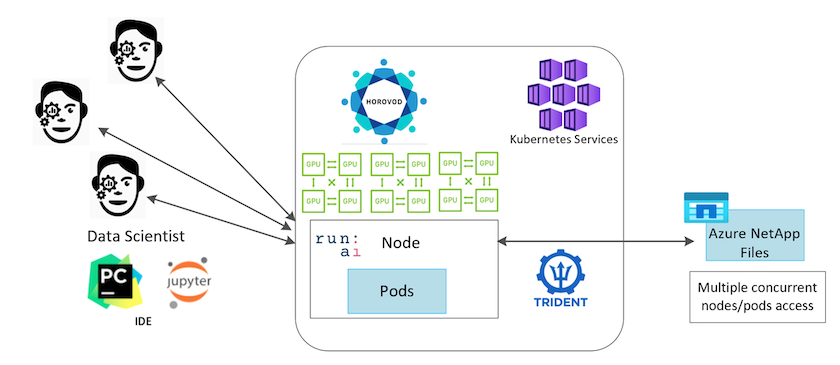 HOROVOD
Kubernetes Services
GPU GPU GPU GPU GPU GPU
GPU GPU GPU GPU GPU GPU
Data Scientist
PC
jupyter
IDE
run:
ai
Node
Pods
TRIDENT
Azure NetApp
Files
Multiple concurrent
nodes/pods access